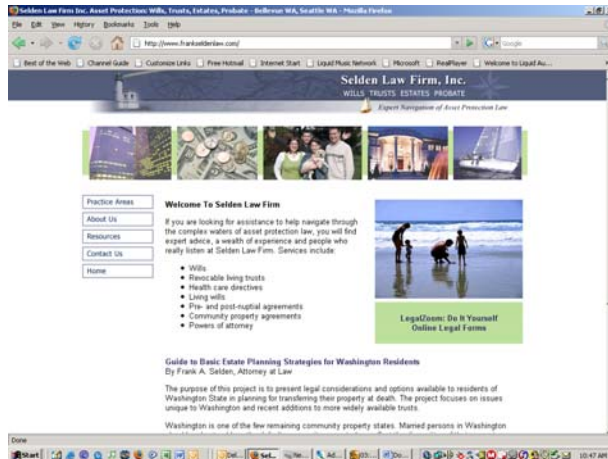 Selden Law Firm Inc. Asset Protection: Wills, Trusts, Estates, Probate - Bellevue WA, Seattle WA - Mozilla Firefox
File Edit View History Bookmarks Tools Help
http://www.frankseldenlaw.com/
Google
Best of the Web Channel Guide Customize Links Free Hotmail Internet Start Liquid Music Network Microsoft RealPlayer Welcome to Liquid Au...
Selden Law Firm, Inc.
WILLS TRUSTS ESTATES PROBATE
Expert Navigation of Asset Protection Law
Practice Areas
About Us
Resources
Contact Us
Home
Welcome To Selden Law Firm
If you are looking for assistance to help navigate through
the complex waters of asset protection law, you will find
expert advice, a wealth of experience and people who
really listen at Selden Law Firm. Services include:
Wills
Revocable living trusts
Health care directives
Living wills
Pre- and post-nuptial agreements
Community property agreements
Powers of attorney
LegalZoom: Do It Yourself
Online Legal Forms
Guide to Basic Estate Planning Strategies for Washington Residents
By Frank A. Selden, Attorney at Law
The purpose of this project is to present legal considerations and options available to residents of
Washington State in planning for transferring their property at death. The project focuses on issues
unique to Washington and recent additions to more widely available trusts.
Washington is one of the few remaining community property states. Married persons in Washington
Done
Start
10:47 AM